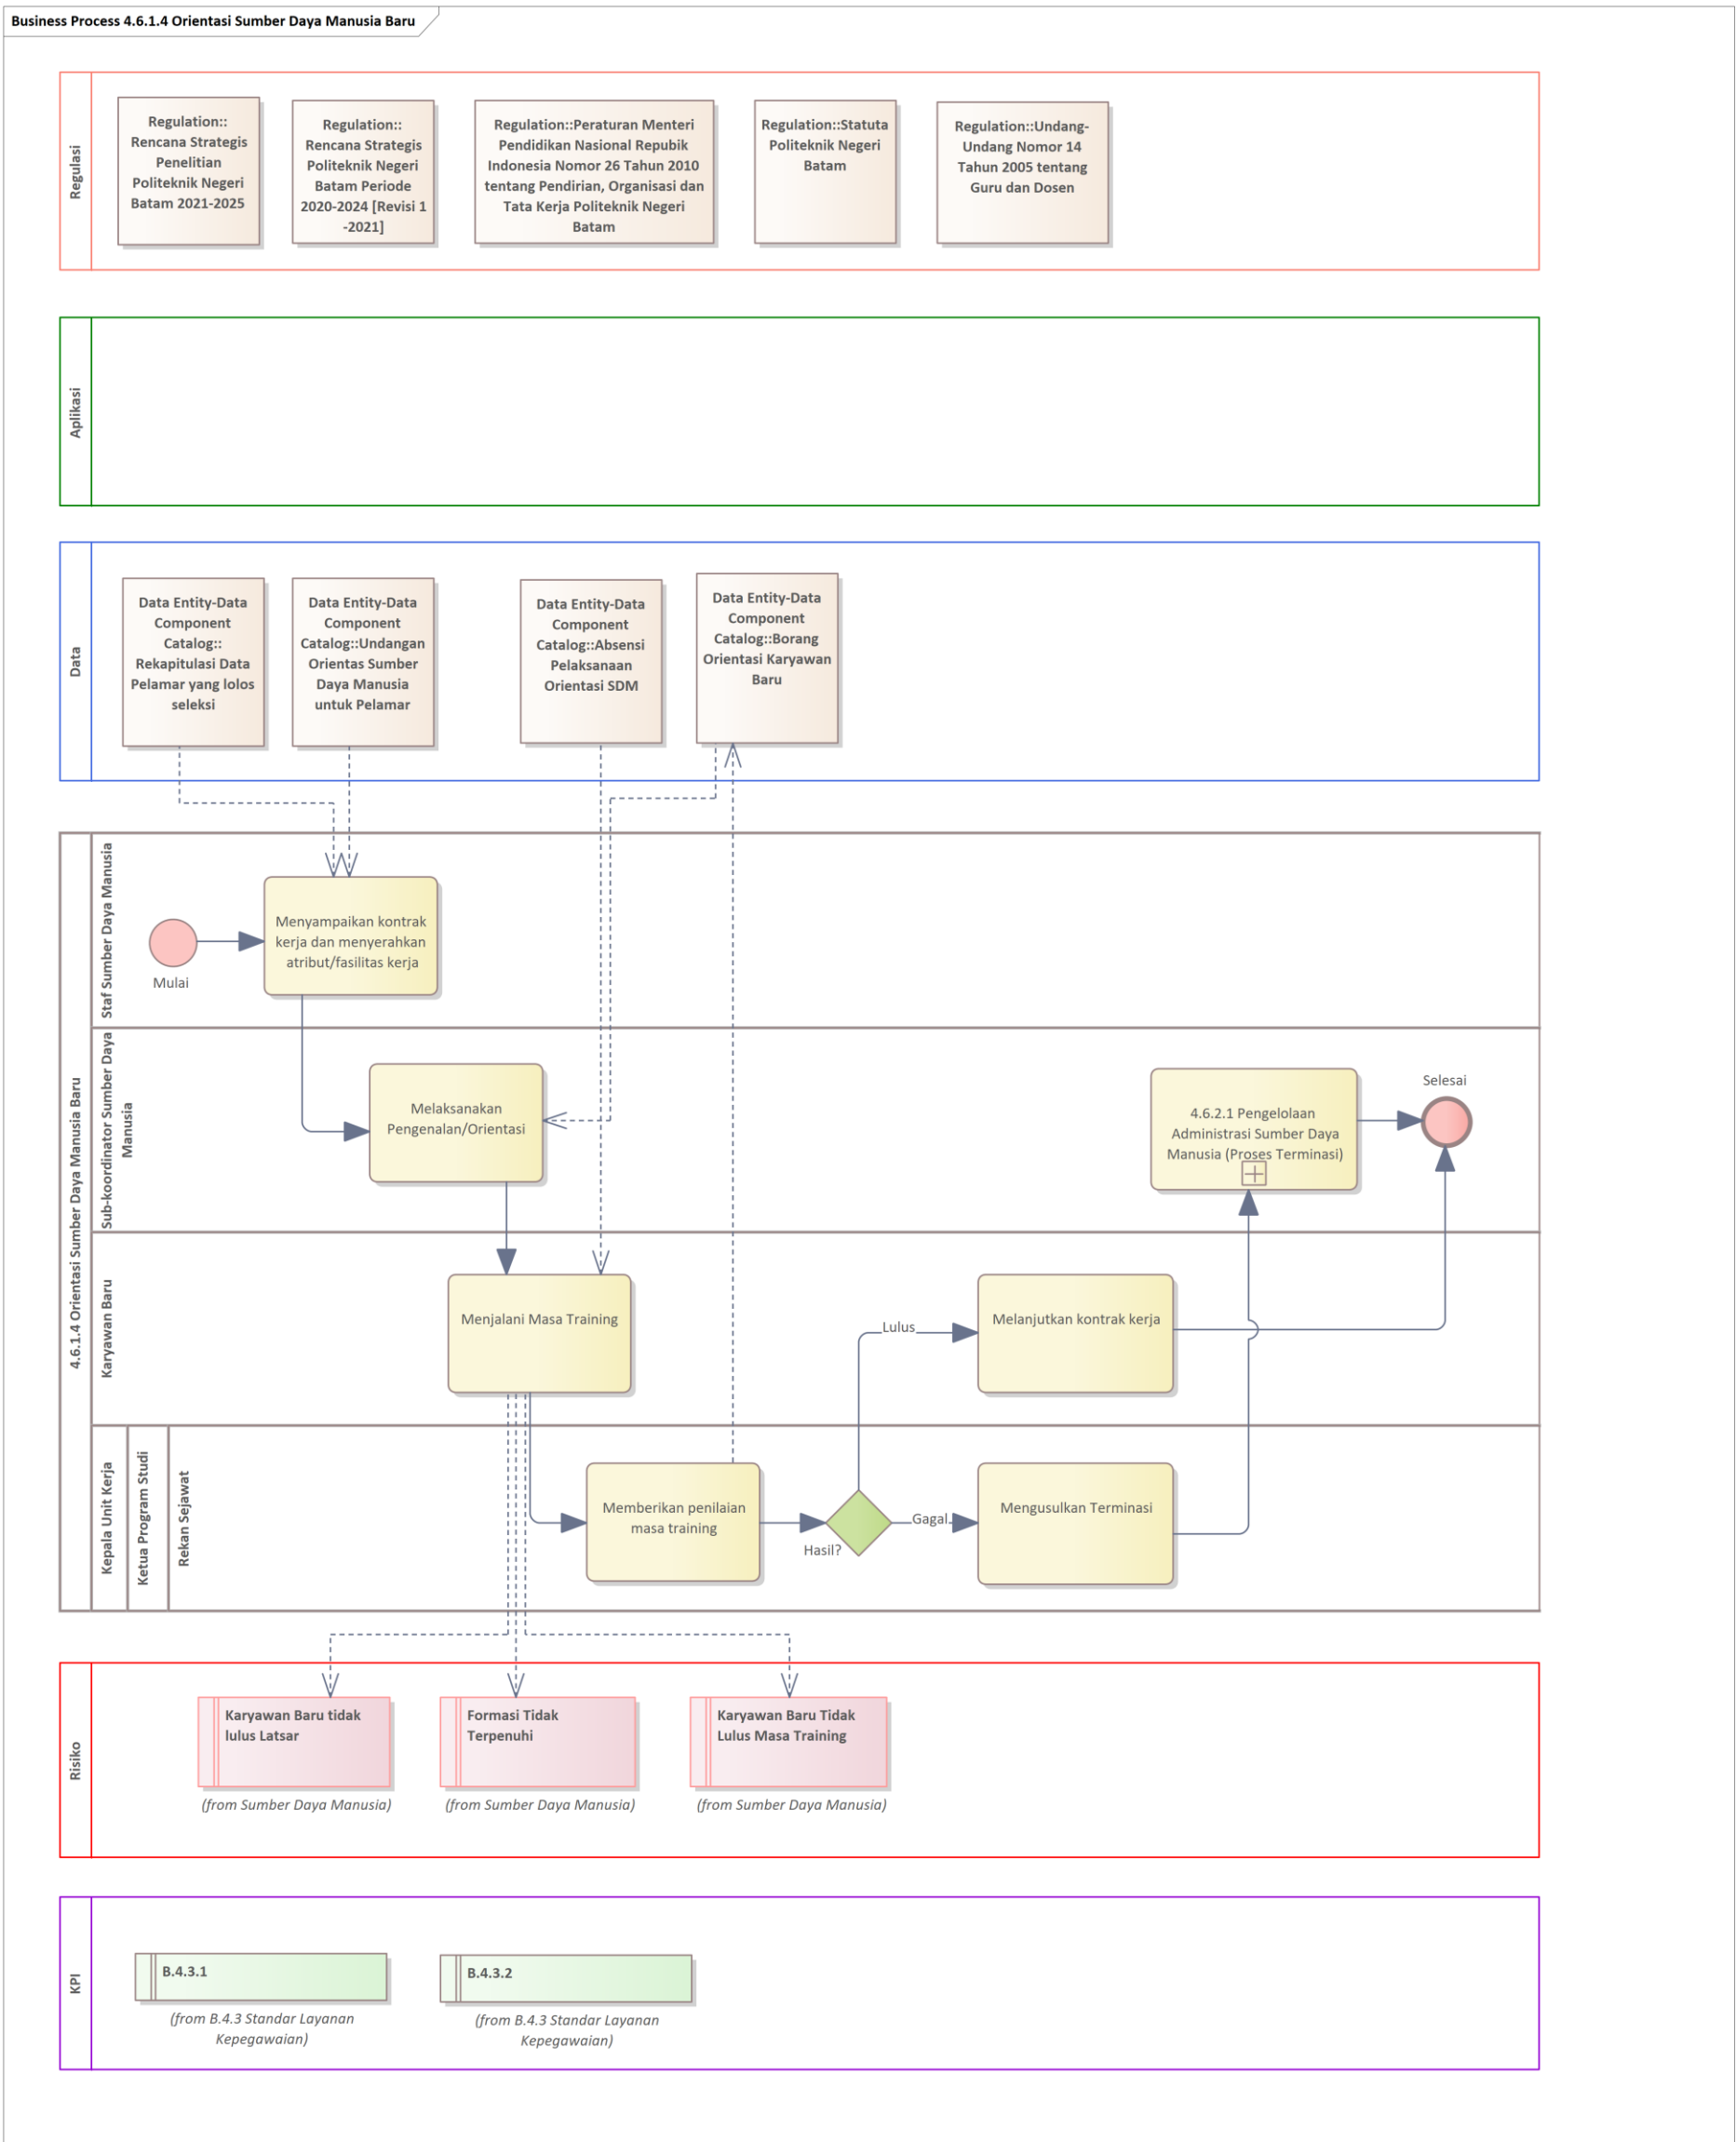 Business Process 4.6.1.4 Orientasi Sumber Daya Manusia Baru
Regulasi
Regulation::
Rencana Strategis
Penelitian
Politeknik Negeri
Batam 2021-2025
Regulation::
Rencana Strategis
Politeknik Negeri
Batam Periode
2020-2024 [Revisi 1
-2021]
Regulation::Peraturan Menteri
Pendidikan Nasional Repubik
Indonesia Nomor 26 Tahun 2010
tentang Pendirian, Organisasi dan
Tata Kerja Politeknik Negeri
Batam
Regulation::Statuta
Politeknik Negeri
Batam
Regulation::Undang-
Undang Nomor 14
Tahun 2005 tentang
Guru dan Dosen
Aplikasi
Data
Data Entity-Data
Component
Catalog::
Rekapitulasi Data
Pelamar yang lolos
seleksi
Data Entity-Data
Component
Catalog::Undangan
Orientas Sumber
Daya Manusia
untuk Pelamar
Data Entity-Data
Component
Catalog::Absensi
Pelaksanaan
Orientasi SDM
Data Entity-Data
Component
Catalog::Borang
Orientasi Karyawan
Baru
4.6.1.4 Orientasi Sumber Daya Manusia Baru
Staf Sumber Daya Manusia
Mulai
Menyampaikan kontrak
kerja dan menyerahkan
atribut/fasilitas kerja
Sub-koordinator Sumber Daya
Manusia
Melaksanakan
Pengenalan/Orientasi
4.6.2.1 Pengelolaan
Administrasi Sumber Daya
Manusia (Proses Terminasi)
Selesai
Karyawan Baru
Menjalani Masa Training
Lulus
Melanjutkan kontrak kerja
Kepala Unit Kerja
Ketua Program Studi
Rekan Sejawat
Memberikan penilaian
masa training
Hasil?
Gagal
Mengusulkan Terminasi
Risiko
Karyawan Baru tidak
lulus Latsar
(from Sumber Daya Manusia)
Formasi Tidak
Terpenuhi
(from Sumber Daya Manusia)
Karyawan Baru Tidak
Lulus Masa Training
(from Sumber Daya Manusia)
KPI
B.4.3.1
(from B.4.3 Standar Layanan
Kepegawaian)
B.4.3.2
(from B.4.3 Standar Layanan
Kepegawaian)